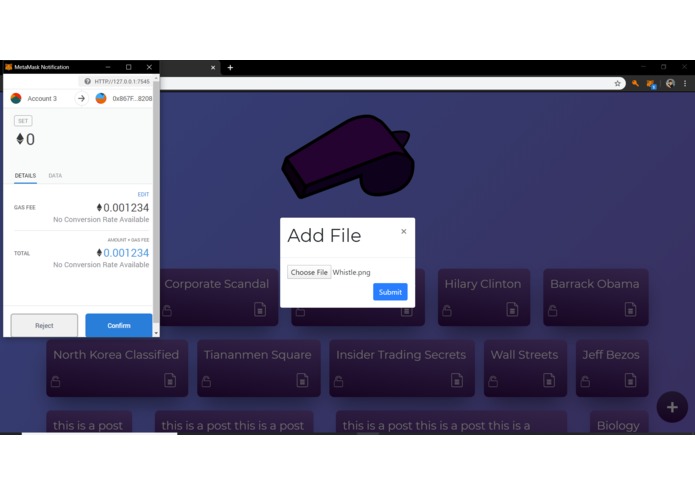 MetaMask Notification
HTTP://127.0.0.1:7545
Account 3
0x867F...8208
SET
0
DETAILS
DATA
EDIT
GAS FEE
0.001234
No Conversion Rate Available
AMOUNT + GAS FEE
TOTAL
0.001234
No Conversion Rate Available
Reject
Confirm
Add File
×
Choose File Whistle.png
Submit
Corporate Scandal
Hilary Clinton
Barrack Obama
North Korea Classified
Tiananmen Square
Insider Trading Secrets
Wall Streets
Jeff Bezos
this is a post
this is a post this is a post
this is a post this is a post this is a
Biology